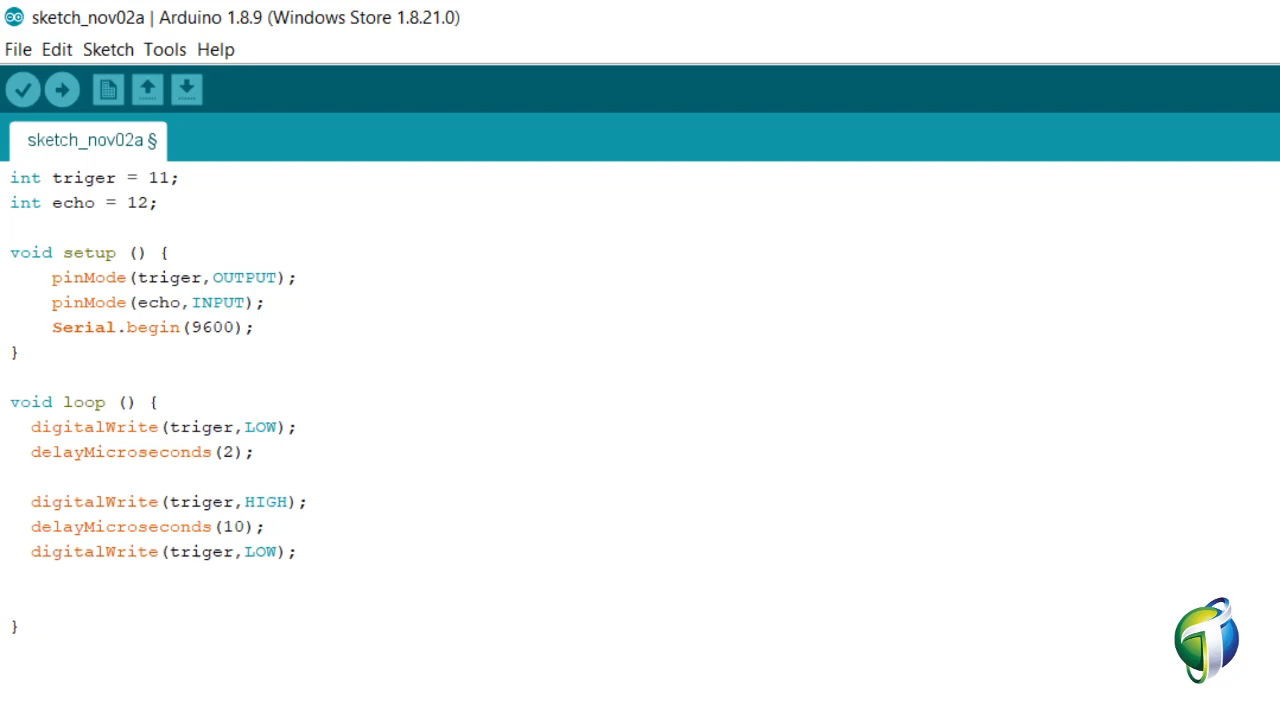 sketch_nov02a | Arduino 1.8.9 (Windows Store 1.8.21.0)
File Edit Sketch Tools Help
sketch_nov02a §
int triger = 11;
int echo = 12;
void setup () {
pinMode(triger,OUTPUT);
pinMode(echo,INPUT);
Serial.begin(9600);
}
void loop () {
digitalWrite(triger,LOW);
delayMicroseconds(2);
digitalWrite(triger,HIGH);
delayMicroseconds(10);
digitalWrite(triger,LOW);
}